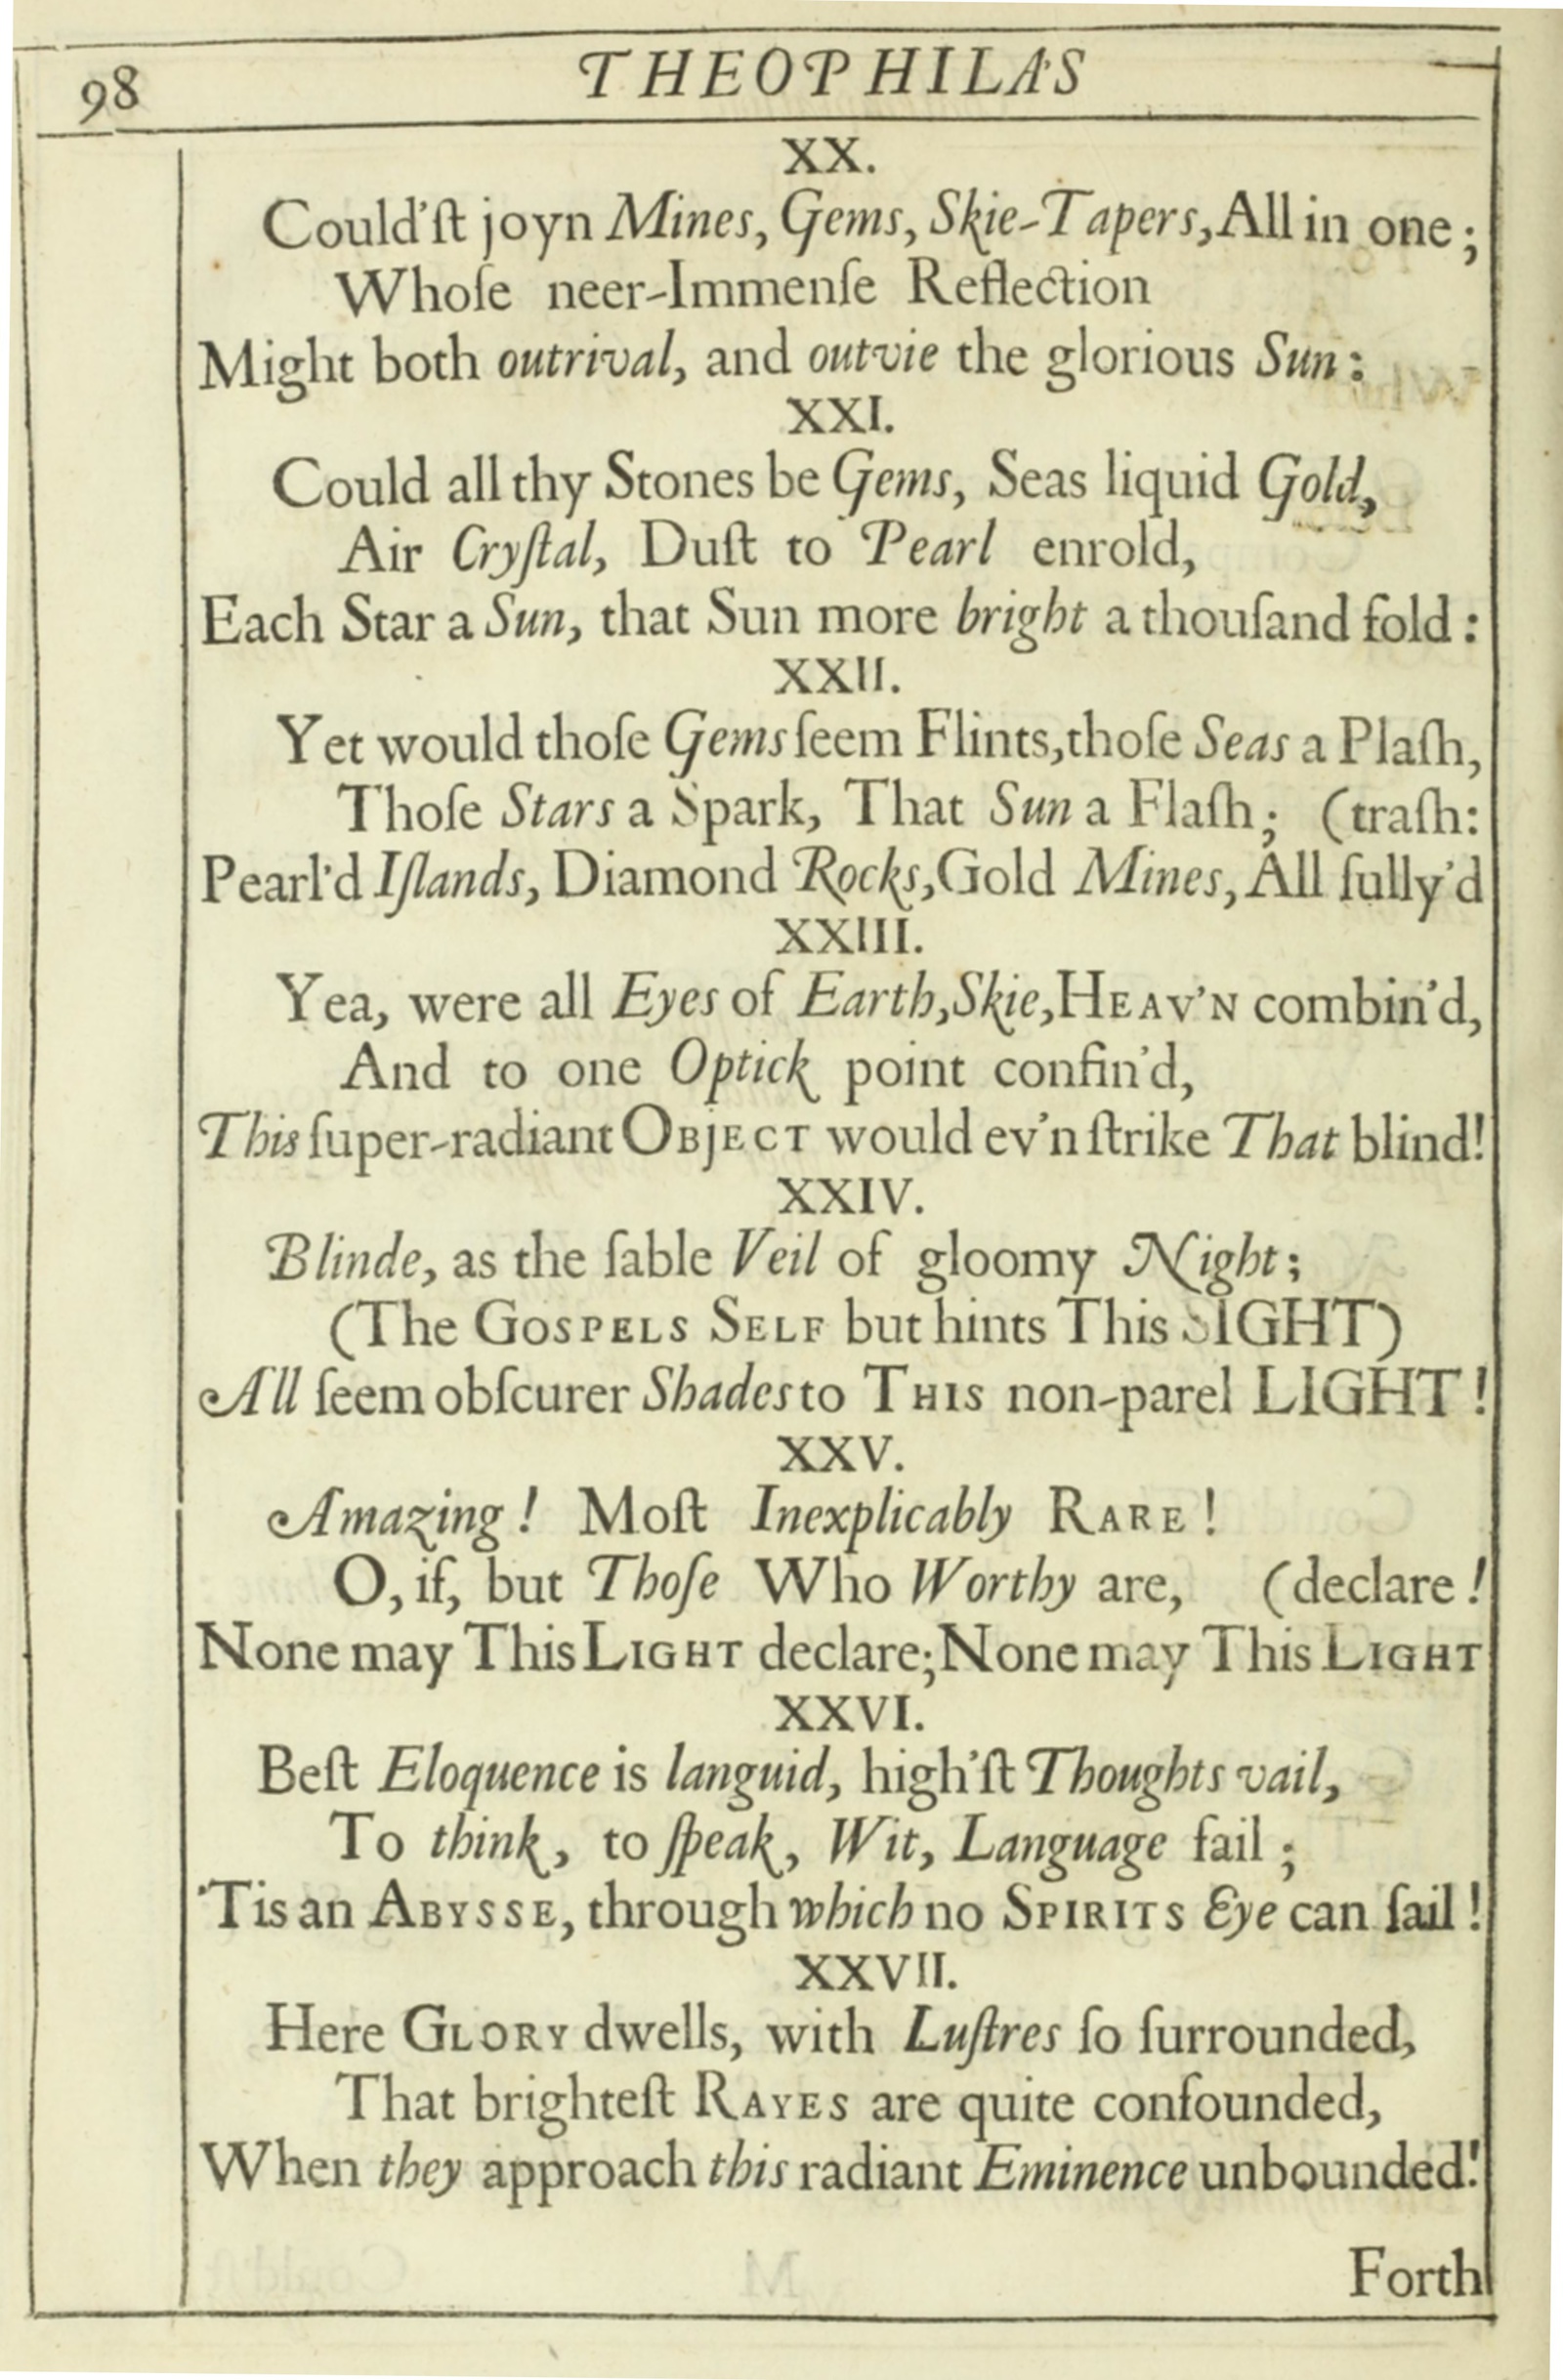 98
THEOPHILA'S
XX.
Could'ſt joyn Mines, Gems, Skie-Tapers, All in one;
Whoſe neer-Immenſe Reflection
Might both outrival, and outvie the glorious Sun:
XXI.
Could all thy Stones be Gems, Seas liquid Gold,
Air Cryſtal, Duſt to Pearl enrold,
Each Star a Sun, that Sun more bright a thouſand fold:
XXII.
Yet would thoſe Gems ſeem Flints, thoſe Seas a Plaſh,
Thoſe Stars a Spark, That Sun a Flaſh; (traſh:
Pearl'd Iſlands, Diamond Rocks, Gold Mines, All ſully'd
XXIII.
Yea, were all Eyes of Earth, Skie, HEAV'N combin'd,
And to one Optick point confin'd,
This ſuper-radiant OBJECT would ev'n ſtrike That blind!
XXIV.
Blinde, as the ſable Veil of gloomy Night;
(The GOSPELS SELF but hints This SIGHT)
All ſeem obſcurer Shades to THIS non-parel LIGHT!
XXV.
Amazing! Moſt Inexplicably RARE!
O, if, but Thoſe Who Worthy are, (declare!
None may This LIGHT declare; None may This LIGHT
XXVI.
Beſt Eloquence is languid, high'ſt Thoughts vail,
To think, to ſpeak, Wit, Language fail;
'Tis an ABYSSE, through which no SPIRITS Eye can ſail!
XXVII.
Here GLORY dwells, with Luſtres ſo ſurrounded,
That brighteſt RAYES are quite confounded,
When they approach this radiant Eminence unbounded!
Forth